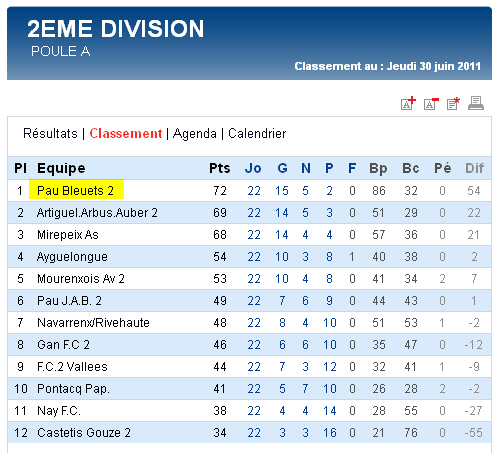 2EME DIVISION
POULE A
Classement au : Jeudi 30 juin 2011
Résultats | Classement | Agenda | Calendrier
Pl Equipe Pts Jo G N P F Bp Bc Pé Dif
1 Pau Bleuets 2 72 22 15 5 2 0 86 32 0 54
2 Artiguel.Arbus.Auber 2 69 22 14 5 3 0 51 29 0 22
3 Mirepeix As 68 22 14 4 4 0 57 36 0 21
4 Ayguelongue 54 22 10 3 8 1 40 38 0 2
5 Mourenxois Av 2 53 22 10 4 8 0 41 34 2 7
6 Pau J.A.B. 2 49 22 7 6 9 0 44 43 0 1
7 Navarrenx/Rivehaute 48 22 8 4 10 0 51 53 1 -2
8 Gan F.C 2 46 22 6 6 10 0 35 47 0 -12
9 F.C.2 Vallees 44 22 7 3 12 0 32 41 1 -9
10 Pontacq Pap. 41 22 5 7 10 0 26 28 2 -2
11 Nay F.C. 38 22 4 4 14 0 28 55 0 -27
12 Castetis Gouze 2 34 22 3 3 16 0 21 76 0 -55